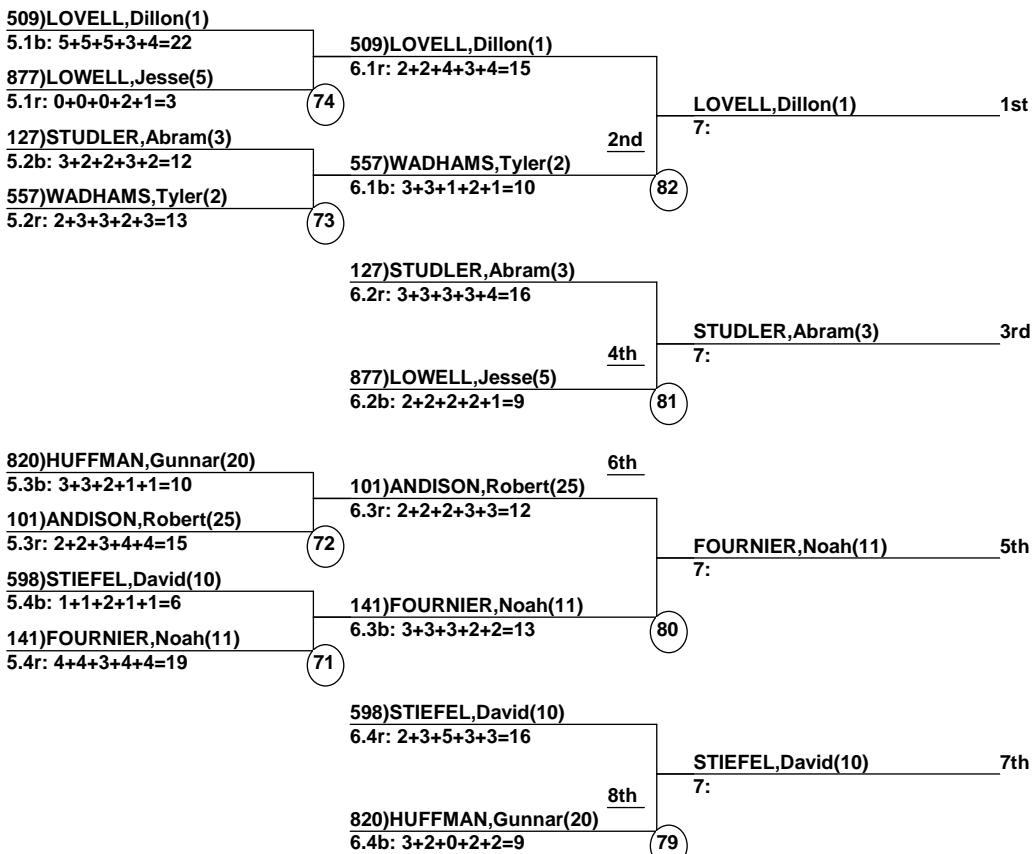 509)LOVELL,Dillon(1)
5.1b: 5+5+5+3+4=22
877)LOWELL,Jesse(5)
5.1r: 0+0+0+2+1=3
74
127)STUDLER,Abram(3)
5.2b: 3+2+2+3+2=12
557)WADHAMS,Tyler(2)
5.2r: 2+3+3+2+3=13
73
509)LOVELL,Dillon(1)
6.1r: 2+2+4+3+4=15
2nd
557)WADHAMS,Tyler(2)
6.1b: 3+3+1+2+1=10
82
LOVELL,Dillon(1) 1st
7:
127)STUDLER,Abram(3)
6.2r: 3+3+3+3+4=16
4th
877)LOWELL,Jesse(5)
6.2b: 2+2+2+2+1=9
81
STUDLER,Abram(3) 3rd
7:
820)HUFFMAN,Gunnar(20)
5.3b: 3+3+2+1+1=10
101)ANDISON,Robert(25)
5.3r: 2+2+3+4+4=15
72
598)STIEFEL,David(10)
5.4b: 1+1+2+1+1=6
141)FOURNIER,Noah(11)
5.4r: 4+4+3+4+4=19
71
6th
101)ANDISON,Robert(25)
6.3r: 2+2+2+3+3=12
141)FOURNIER,Noah(11)
6.3b: 3+3+3+2+2=13
80
FOURNIER,Noah(11) 5th
7:
598)STIEFEL,David(10)
6.4r: 2+3+5+3+3=16
8th
820)HUFFMAN,Gunnar(20)
6.4b: 3+2+0+2+2=9
79
STIEFEL,David(10) 7th
7: